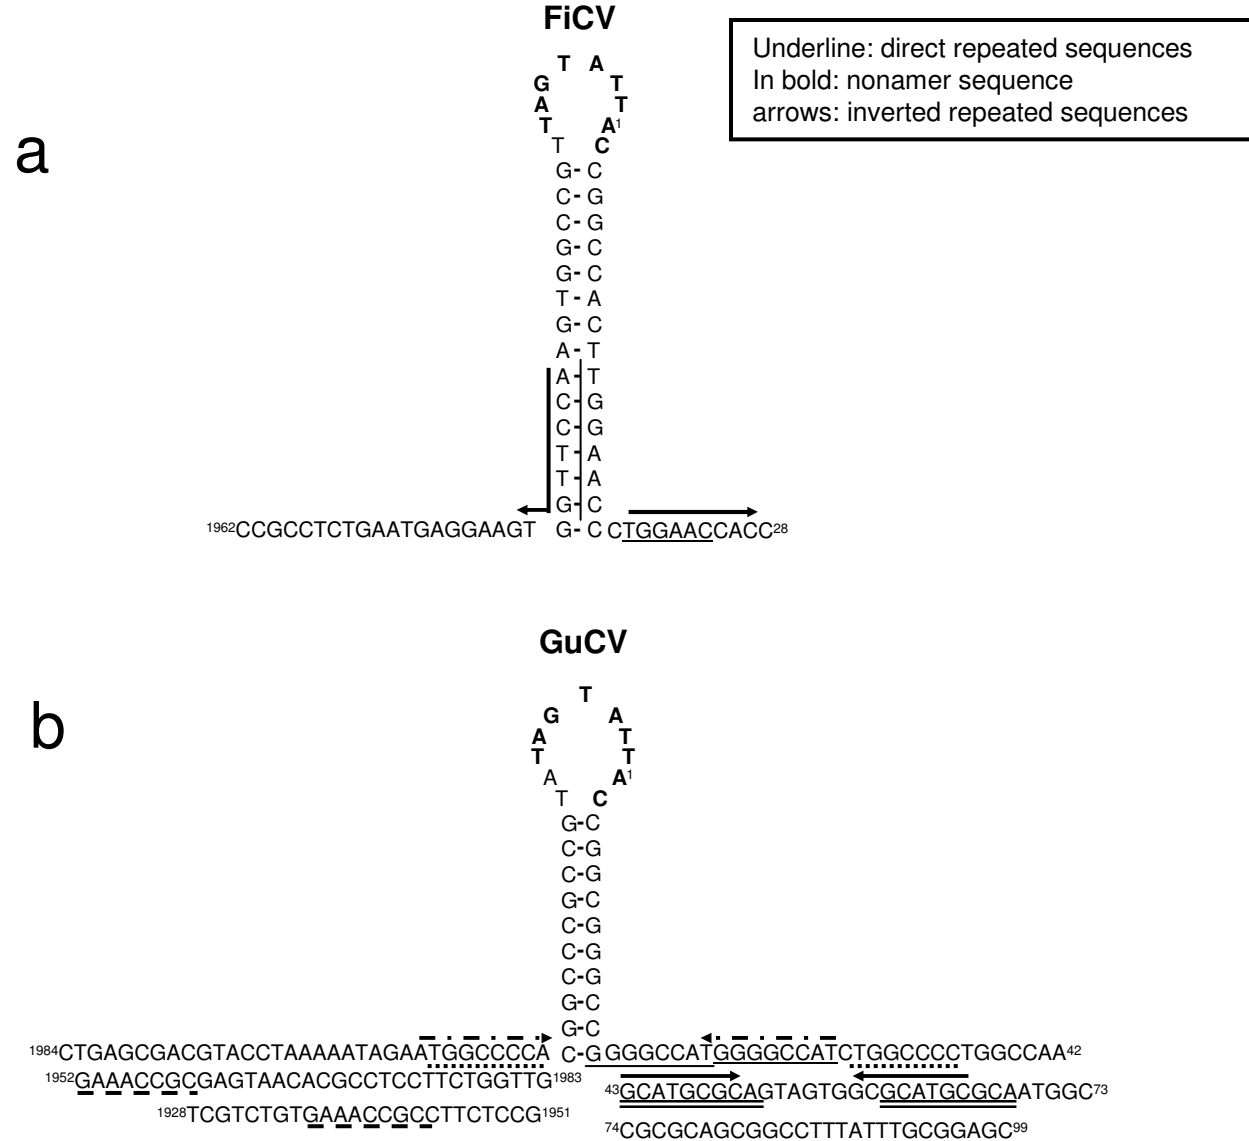 FiCV
Underline: direct repeated sequences
In bold: nonamer sequence
arrows: inverted repeated sequences
a
T A
G T
A T
T A1
T C
G-C
C-G
C-G
G-C
G-C
T-A
G-C
A-T
A-T
C-G
C-G
T-A
T-A
G-C
1962CCGCCTCTGAATGAGGAAGT G-C CTGGAACCACC28
GuCV
b
T
G A
A T
T T
A A1
T C
G-C
C-G
C-G
G-C
C-G
C-G
C-G
G-C
G-C
1984CTGAGCGACGTACCTAAAAATAGAATGGCCCCA C-G GGGCCATGGGGCCATCTGGCCCCTGGCCAA42
1952GAAACCGCGAGTAACACGCCTCCTTCTGGTTG1983 43GCATGCGCAGTAGTGGCGCATGCGCAATGGC73
1928TCGTCTGTGAAACCGCCTTCTCCG1951
74CGCGCAGCGGCCTTTATTTGCGGAGC99